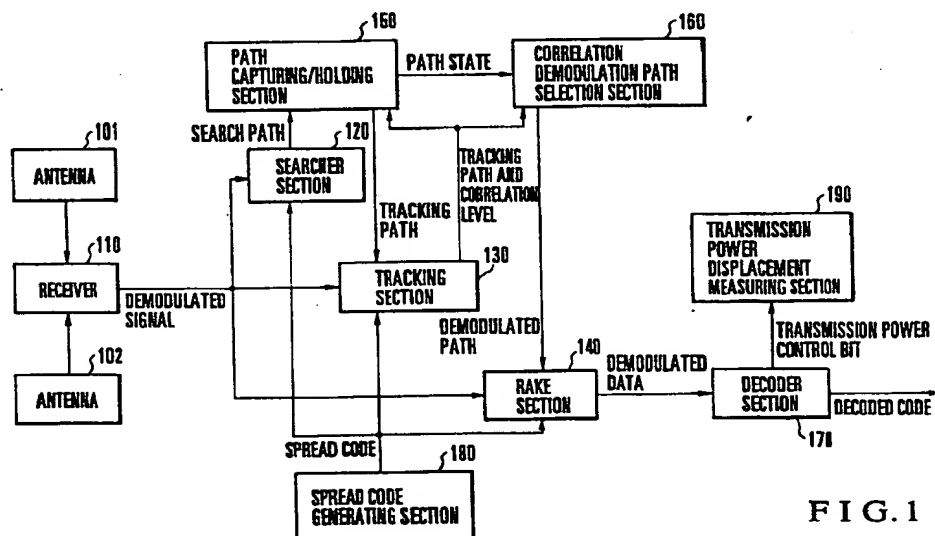 150
PATH
CAPTURING/HOLDING
SECTION
PATH STATE
160
CORRELATION
DEMODULATION PATH
SELECTION SECTION
SEARCH PATH
120
SEARCHER
SECTION
101
ANTENNA
TRACKING
PATH AND
CORRELATION
LEVEL
TRACKING
PATH
190
TRANSMISSION
POWER
DISPLACEMENT
MEASURING SECTION
110
RECEIVER
DEMODULATED
SIGNAL
130
TRACKING
SECTION
DEMODULATED
PATH
TRANSMISSION POWER
CONTROL BIT
102
ANTENNA
140
RAKE
SECTION
DEMODULATED
DATA
DECODER
SECTION
170
DECODED CODE
SPREAD CODE
180
SPREAD CODE
GENERATING SECTION
FIG. 1